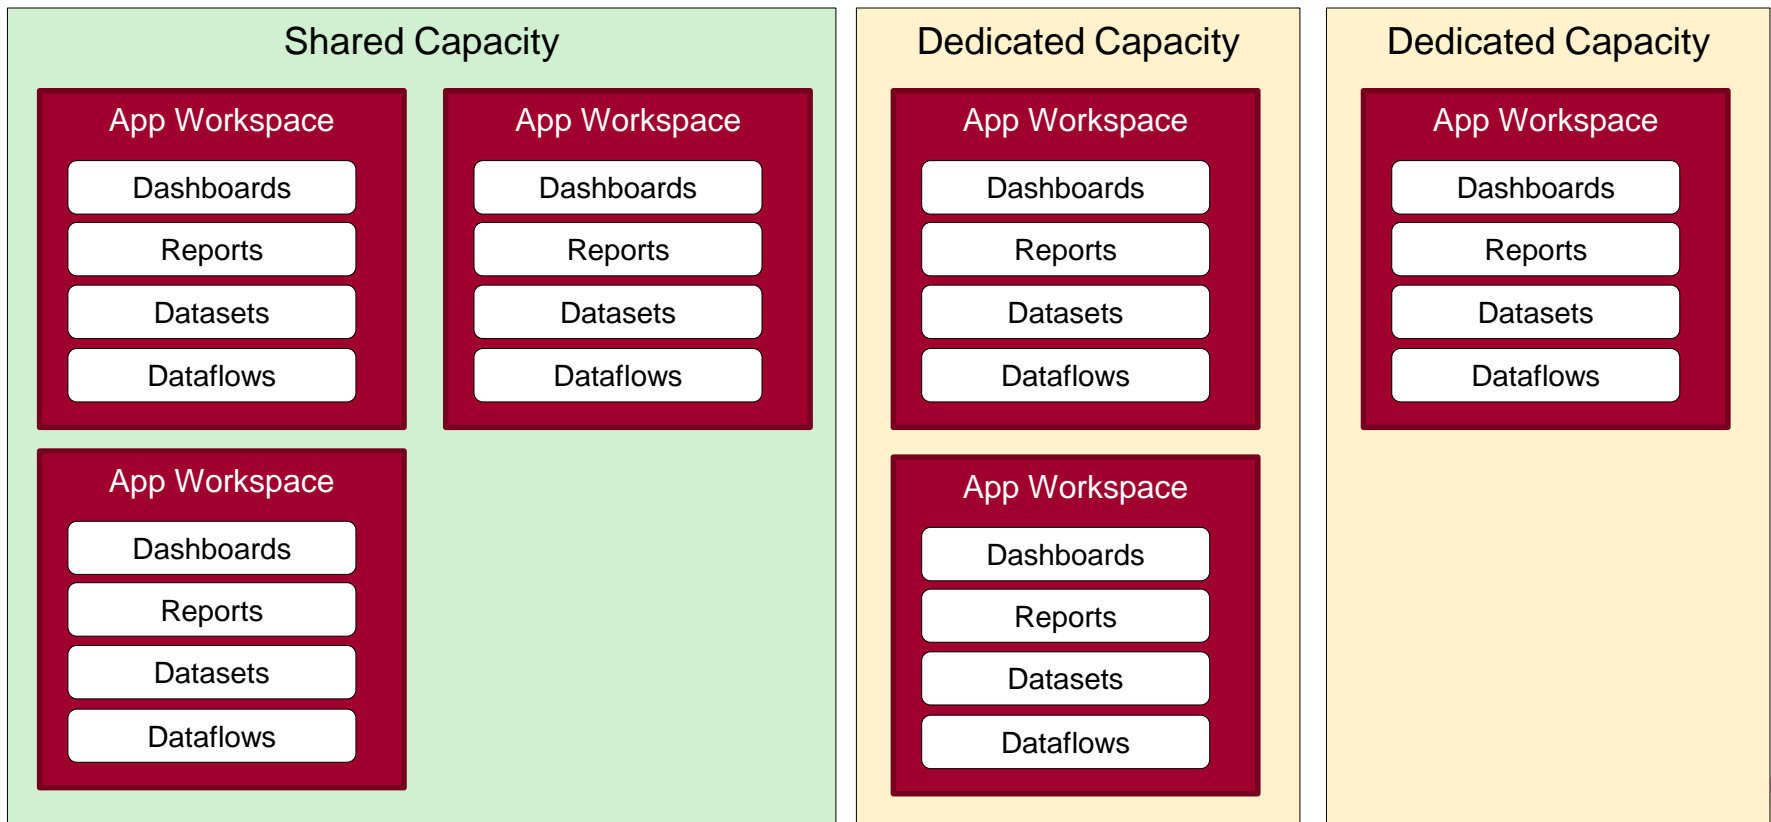 Shared Capacity
App Workspace
Dashboards
Reports
Datasets
Dataflows
App Workspace
Dashboards
Reports
Datasets
Dataflows
App Workspace
Dashboards
Reports
Datasets
Dataflows
Dedicated Capacity
App Workspace
Dashboards
Reports
Datasets
Dataflows
App Workspace
Dashboards
Reports
Datasets
Dataflows
Dedicated Capacity
App Workspace
Dashboards
Reports
Datasets
Dataflows